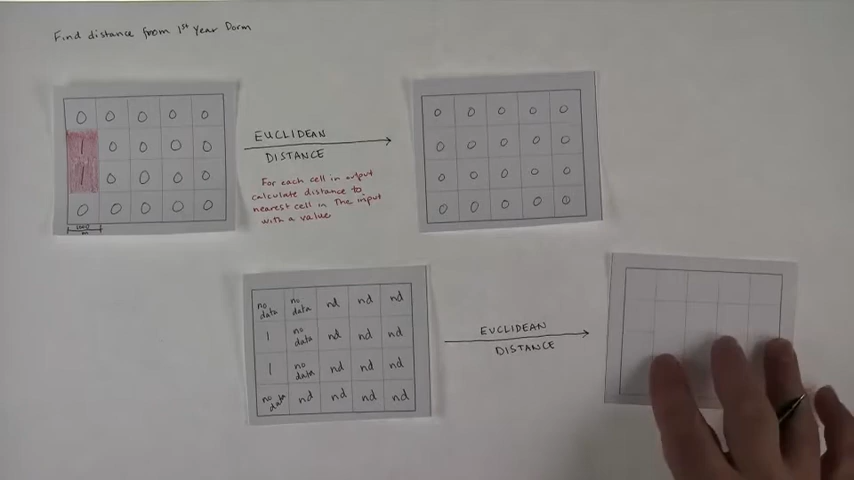 Find distance from 1st Year Dorm
0 0 0 0 0
1 0 0 0 0
1 0 0 0 0
0 0 0 0 0
1000
m
EUCLIDEAN
DISTANCE
For each cell in output
calculate distance to
nearest cell in the input
with a value
0 0 0 0 0
0 0 0 0 0
0 0 0 0 0
0 0 0 0 0
no data no data nd nd nd
1 no data nd nd nd
1 no data nd nd nd
no data nd nd nd nd
EUCLIDEAN
DISTANCE